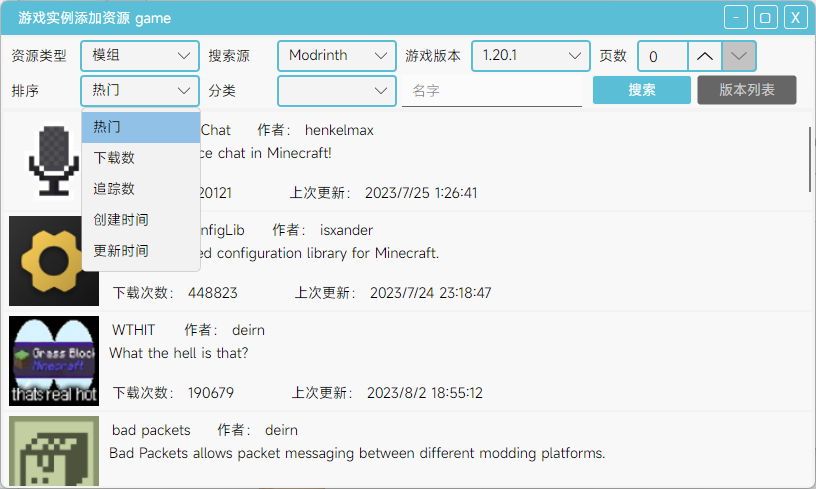 游戏实例添加资源 game
资源类型 模组 搜索源 Modrinth 游戏版本 1.20.1 页数 0
排序 热门 分类 名字 搜索 版本列表
热门
下载数
追踪数
创建时间
更新时间
Chat 作者： henkelmax
ce chat in Minecraft!
20121 上次更新： 2023/7/25 1:26:41
nfigLib 作者： isxander
ed configuration library for Minecraft.
下载次数： 448823 上次更新： 2023/7/24 23:18:47
Grass Block
Minecraft
thats real hot
WTHIT 作者： deirn
What the hell is that?
下载次数： 190679 上次更新： 2023/8/2 18:55:12
bad packets 作者： deirn
Bad Packets allows packet messaging between different modding platforms.